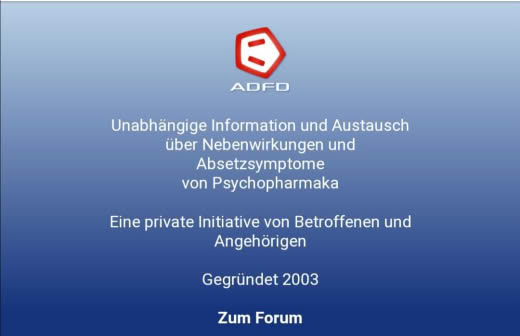 ADFD
Unabhängige Information und Austausch
über Nebenwirkungen und
Absetzsymptome
von Psychopharmaka
Eine private Initiative von Betroffenen und
Angehörigen
Gegründet 2003
Zum Forum